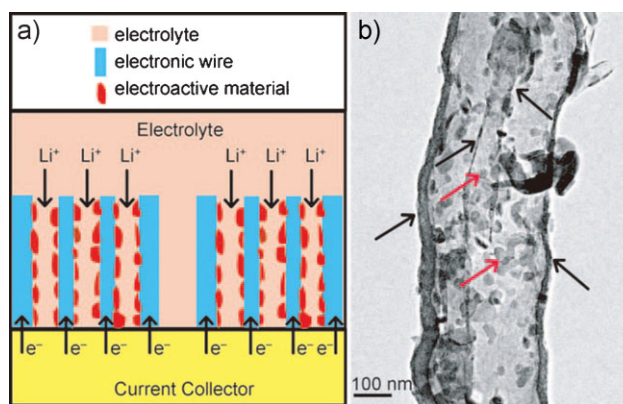 a)
electrolyte
electronic wire
electroactive material
Electrolyte
Li⁺ Li⁺ Li⁺ Li⁺ Li⁺ Li⁺
e⁻ e⁻ e⁻ e⁻ e⁻ e⁻ e⁻ e⁻
Current Collector
b)
100 nm